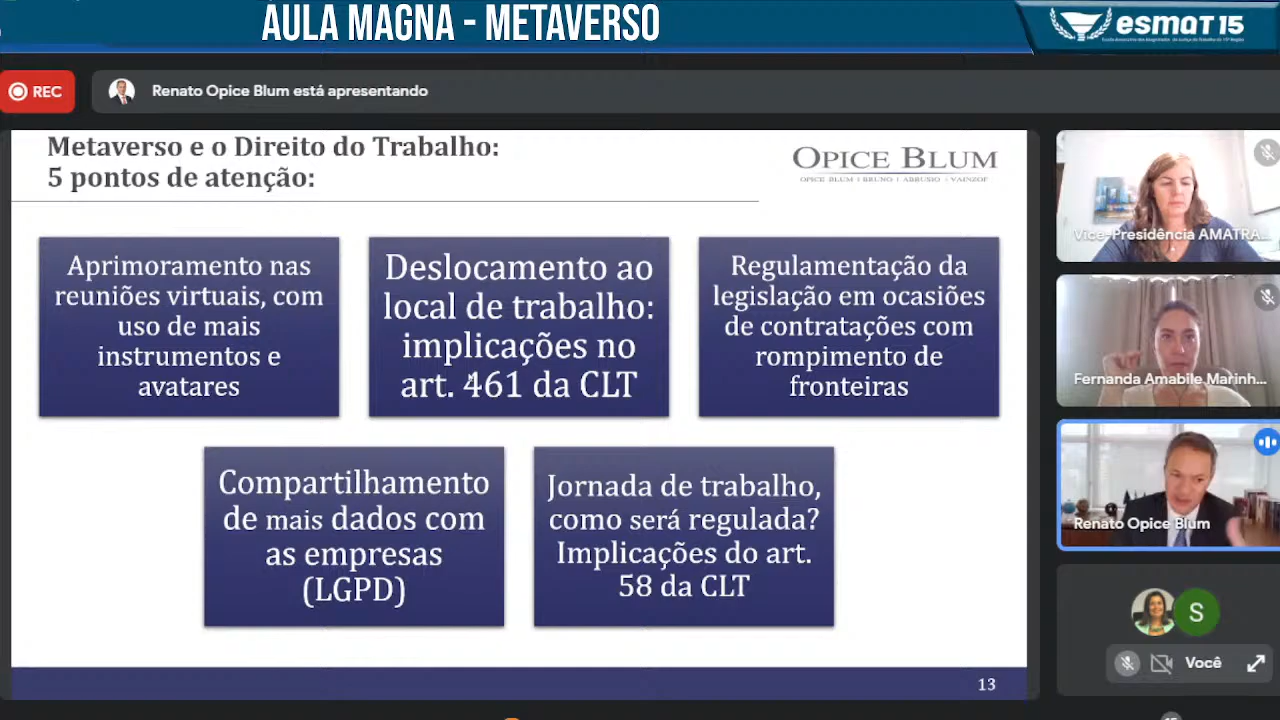 AULA MAGNA - METAVERSO
esmat 15
REC
Renato Opice Blum está apresentando
Metaverso e o Direito do Trabalho:
5 pontos de atenção:
OPICE BLUM
OPICE BLUM | BRUNO | ABRUSIO | VAINZOF
Aprimoramento nas
reuniões virtuais, com
uso de mais
instrumentos e
avatares
Deslocamento ao
local de trabalho:
implicações no
art. 461 da CLT
Regulamentação da
legislação em ocasiões
de contratações com
rompimento de
fronteiras
Compartilhamento
de mais dados com
as empresas
(LGPD)
Jornada de trabalho,
como será regulada?
Implicações do art.
58 da CLT
13
Vice-Presidência AMATRA...
Fernanda Amabile Marinh...
Renato Opice Blum
S
Você